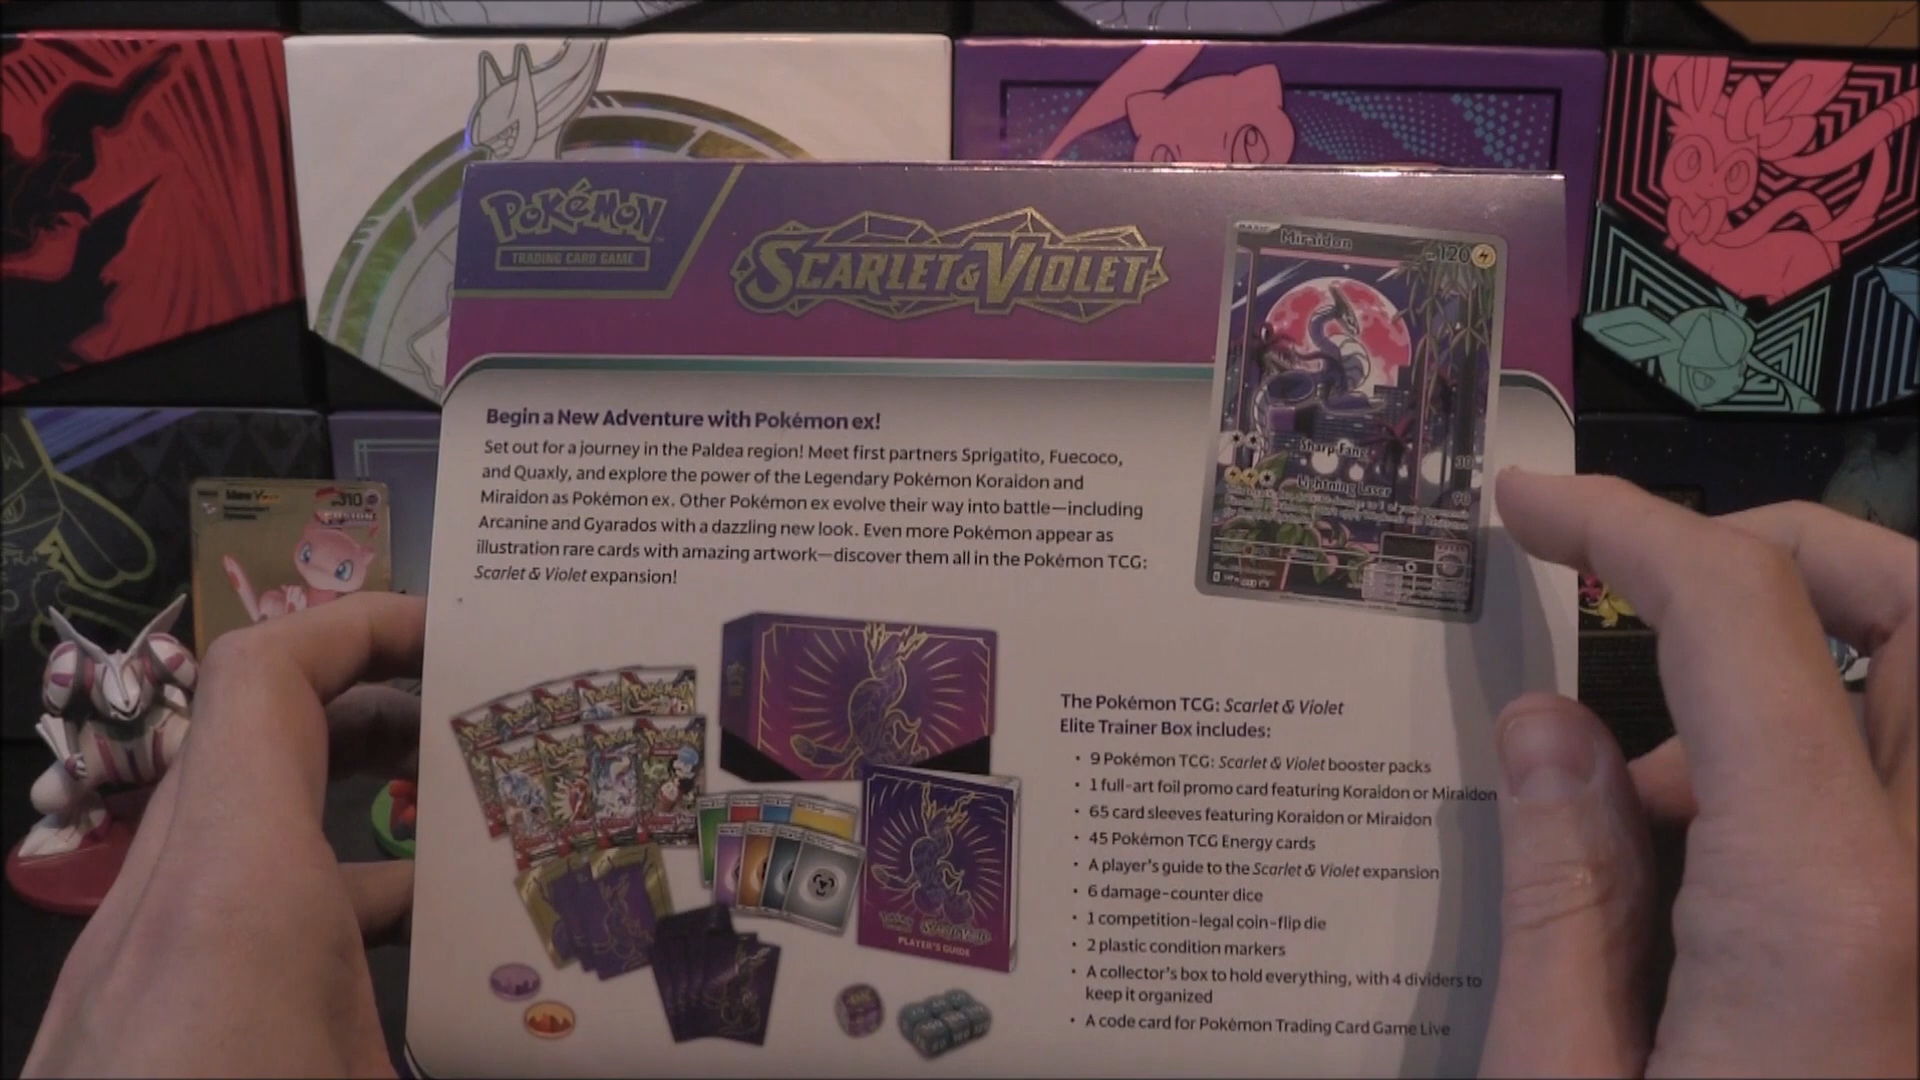 POKéMON
TRADING CARD GAME
SCARLET & VIOLET
BASIC Miraidon 120
Sharp Fang 30
Lightning Laser 90
Begin a New Adventure with Pokémon ex!
Set out for a journey in the Paldea region! Meet first partners Sprigatito, Fuecoco,
and Quaxly, and explore the power of the Legendary Pokémon Koraidon and
Miraidon as Pokémon ex. Other Pokémon ex evolve their way into battle—including
Arcanine and Gyarados with a dazzling new look. Even more Pokémon appear as
illustration rare cards with amazing artwork—discover them all in the Pokémon TCG:
Scarlet & Violet expansion!
Mew 310
The Pokémon TCG: Scarlet & Violet
Elite Trainer Box includes:
• 9 Pokémon TCG: Scarlet & Violet booster packs
• 1 full-art foil promo card featuring Koraidon or Miraidon
• 65 card sleeves featuring Koraidon or Miraidon
• 45 Pokémon TCG Energy cards
• A player's guide to the Scarlet & Violet expansion
• 6 damage-counter dice
• 1 competition-legal coin-flip die
• 2 plastic condition markers
• A collector's box to hold everything, with 4 dividers to
keep it organized
• A code card for Pokémon Trading Card Game Live
PLAYER'S GUIDE